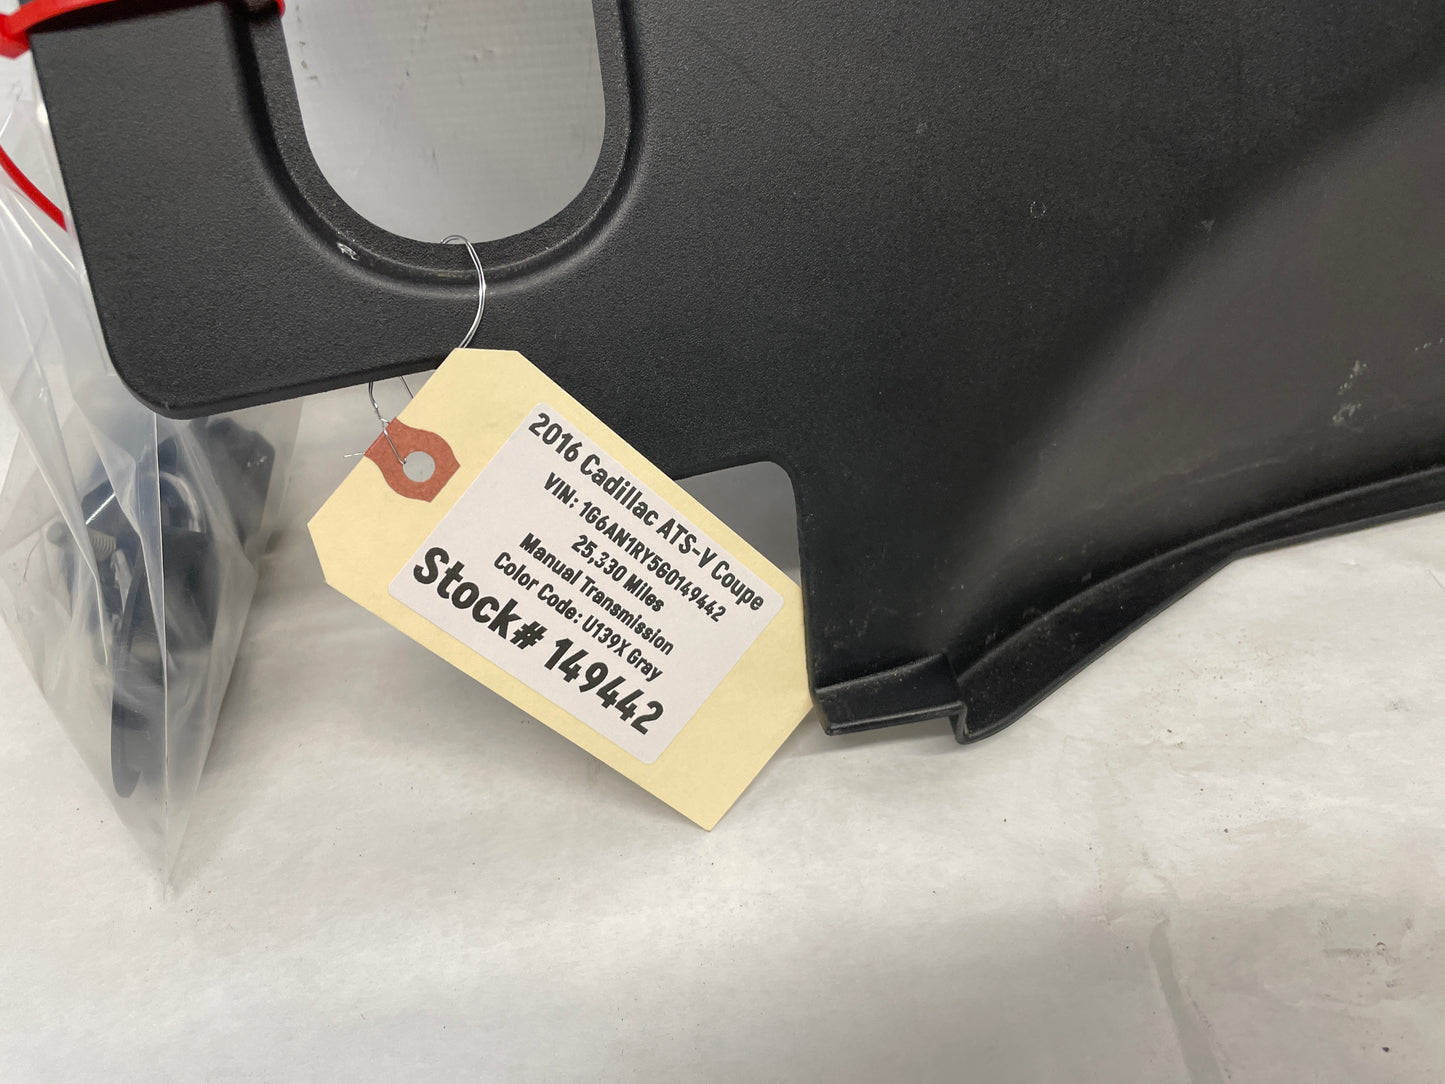 2016 Cadillac ATS-V Coupe
VIN: 1G6AN1RY5G0149442
25,330 Miles
Manual Transmission
Color Code: U139X Gray
Stock# 149442